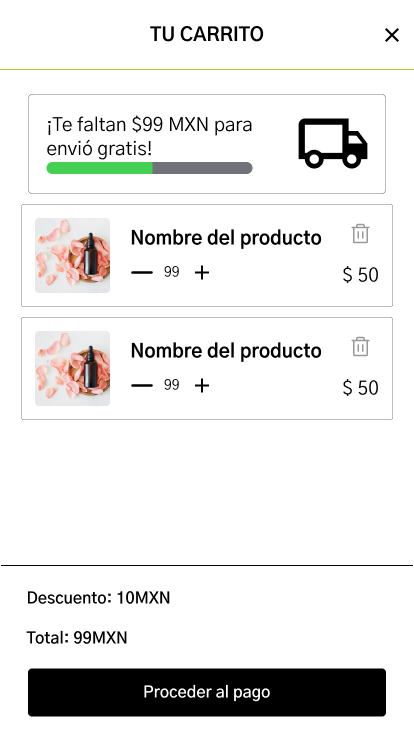 TU CARRITO
¡Te faltan $99 MXN para
envió gratis!
Nombre del producto
99
$ 50
Nombre del producto
99
$ 50
Descuento: 10MXN
Total: 99MXN
Proceder al pago